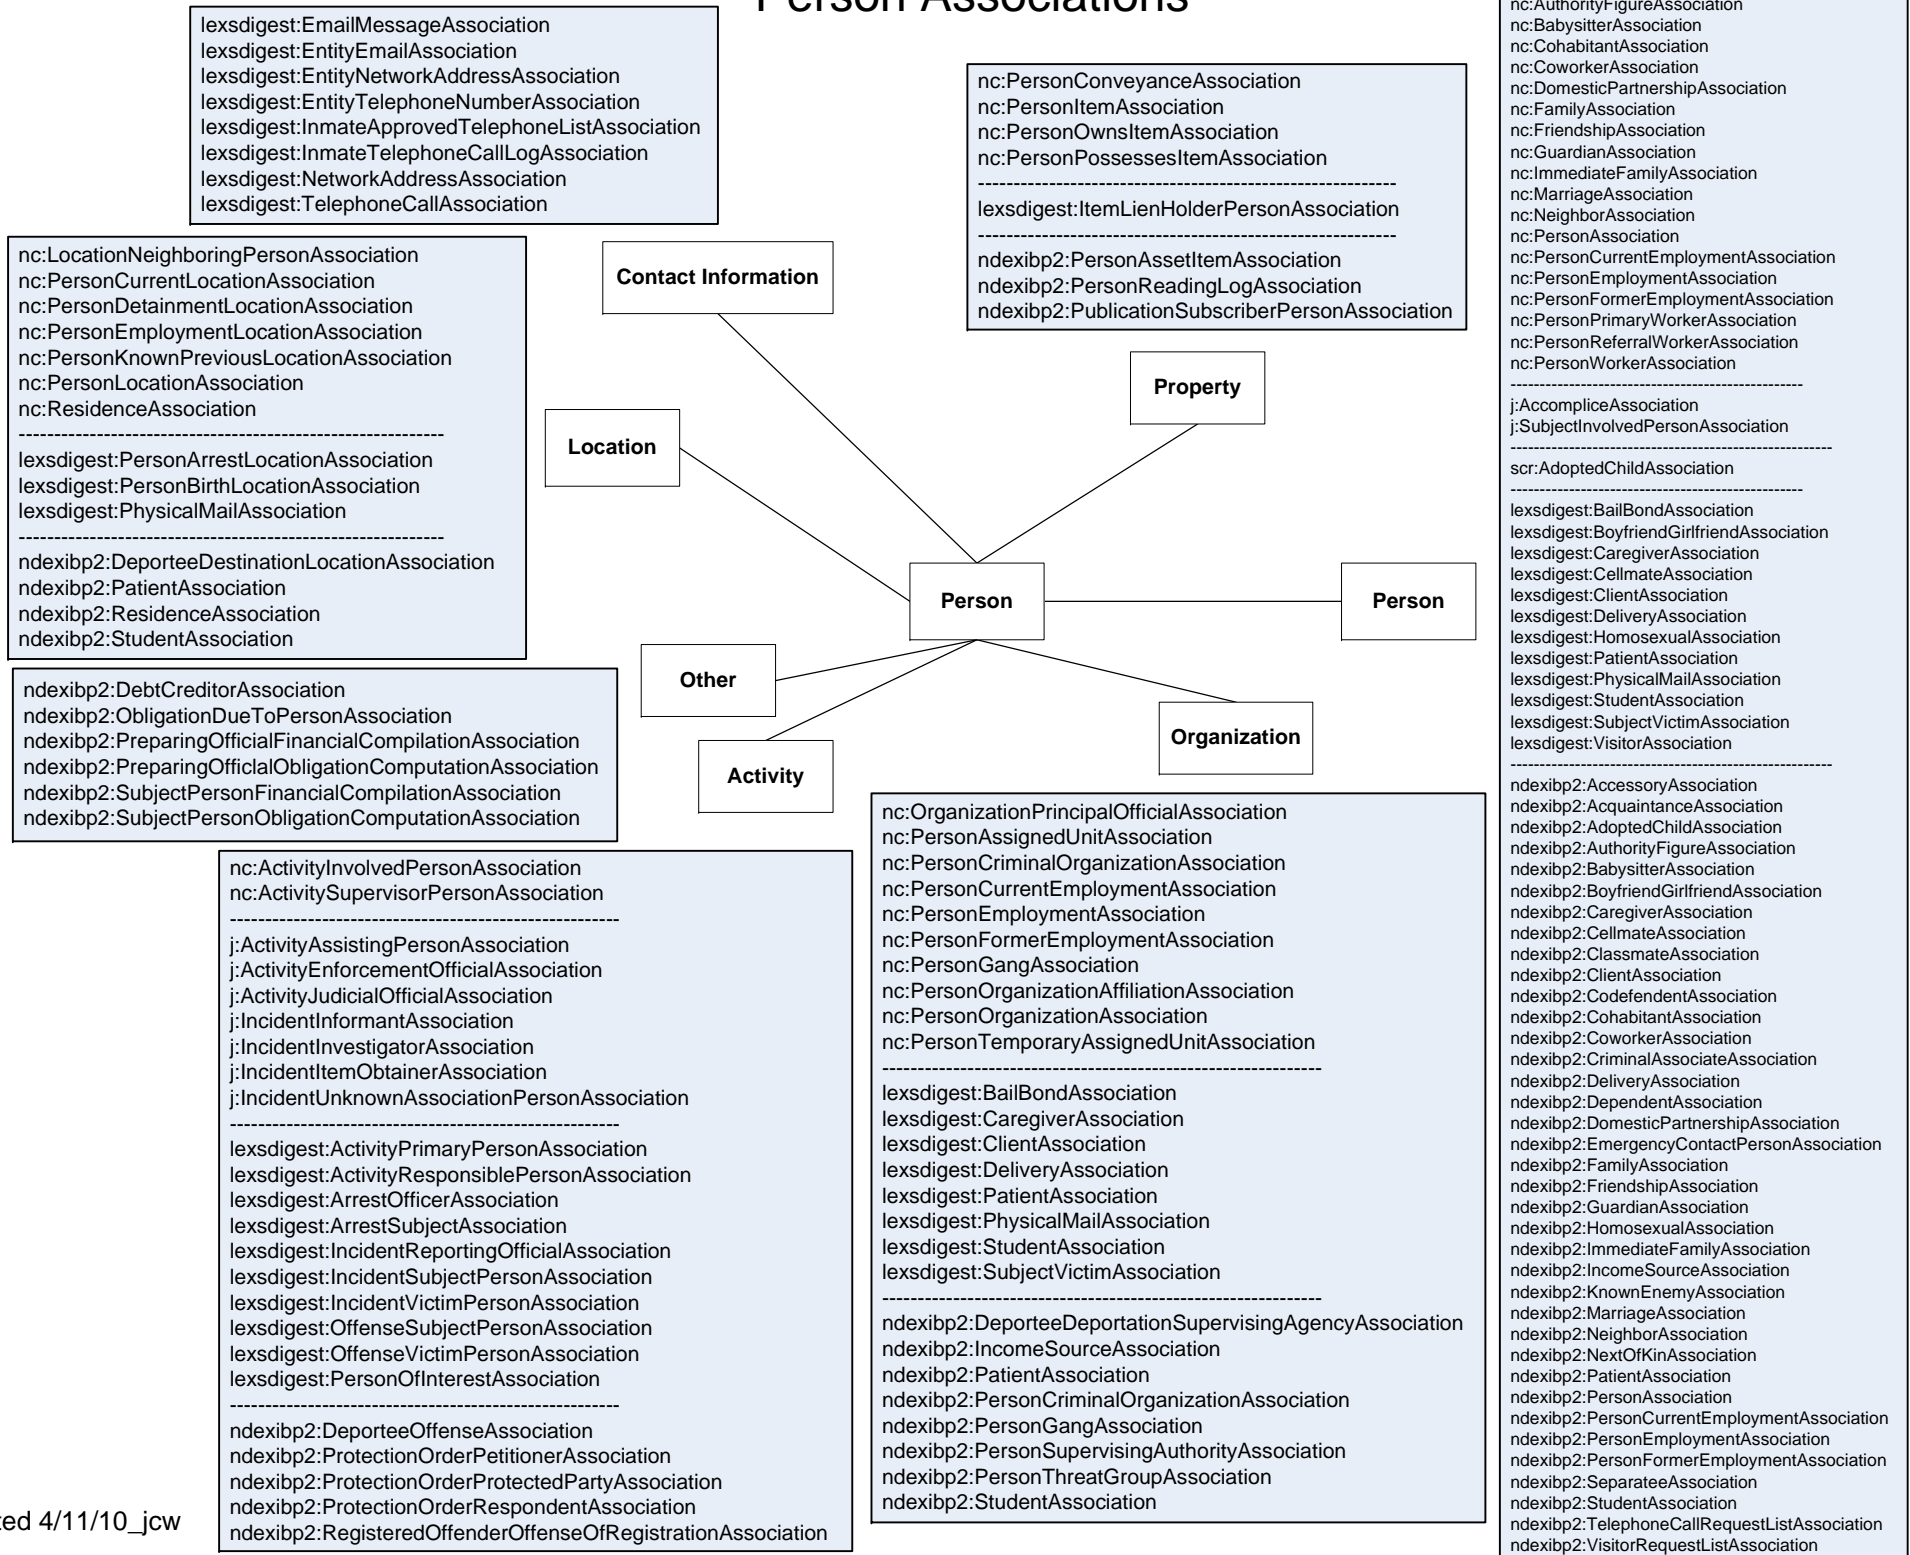 Person Associations
lexsdigest:EmailMessageAssociation
lexsdigest:EntityEmailAssociation
lexsdigest:EntityNetworkAddressAssociation
lexsdigest:EntityTelephoneNumberAssociation
lexsdigest:InmateApprovedTelephoneListAssociation
lexsdigest:InmateTelephoneCallLogAssociation
lexsdigest:NetworkAddressAssociation
lexsdigest:TelephoneCallAssociation
nc:PersonConveyanceAssociation
nc:PersonItemAssociation
nc:PersonOwnsItemAssociation
nc:PersonPossessesItemAssociation
-----------------------------------------------------------
lexsdigest:ItemLienHolderPersonAssociation
-----------------------------------------------------------
ndexibp2:PersonAssetItemAssociation
ndexibp2:PersonReadingLogAssociation
ndexibp2:PublicationSubscriberPersonAssociation
nc:LocationNeighboringPersonAssociation
nc:PersonCurrentLocationAssociation
nc:PersonDetainmentLocationAssociation
nc:PersonEmploymentLocationAssociation
nc:PersonKnownPreviousLocationAssociation
nc:PersonLocationAssociation
nc:ResidenceAssociation
------------------------------------------------------------
lexsdigest:PersonArrestLocationAssociation
lexsdigest:PersonBirthLocationAssociation
lexsdigest:PhysicalMailAssociation
------------------------------------------------------------
ndexibp2:DeporteeDestinationLocationAssociation
ndexibp2:PatientAssociation
ndexibp2:ResidenceAssociation
ndexibp2:StudentAssociation
Contact Information
Property
Location
Person
Person
Other
Organization
Activity
ndexibp2:DebtCreditorAssociation
ndexibp2:ObligationDueToPersonAssociation
ndexibp2:PreparingOfficialFinancialCompilationAssociation
ndexibp2:PreparingOfficlalObligationComputationAssociation
ndexibp2:SubjectPersonFinancialCompilationAssociation
ndexibp2:SubjectPersonObligationComputationAssociation
nc:ActivityInvolvedPersonAssociation
nc:ActivitySupervisorPersonAssociation
-------------------------------------------------------
j:ActivityAssistingPersonAssociation
j:ActivityEnforcementOfficialAssociation
j:ActivityJudicialOfficialAssociation
j:IncidentInformantAssociation
j:IncidentInvestigatorAssociation
j:IncidentItemObtainerAssociation
j:IncidentUnknownAssociationPersonAssociation
-------------------------------------------------------
lexsdigest:ActivityPrimaryPersonAssociation
lexsdigest:ActivityResponsiblePersonAssociation
lexsdigest:ArrestOfficerAssociation
lexsdigest:ArrestSubjectAssociation
lexsdigest:IncidentReportingOfficialAssociation
lexsdigest:IncidentSubjectPersonAssociation
lexsdigest:IncidentVictimPersonAssociation
lexsdigest:OffenseSubjectPersonAssociation
lexsdigest:OffenseVictimPersonAssociation
lexsdigest:PersonOfInterestAssociation
-------------------------------------------------------
ndexibp2:DeporteeOffenseAssociation
ndexibp2:ProtectionOrderPetitionerAssociation
ndexibp2:ProtectionOrderProtectedPartyAssociation
ndexibp2:ProtectionOrderRespondentAssociation
ndexibp2:RegisteredOffenderOffenseOfRegistrationAssociation
nc:OrganizationPrincipalOfficialAssociation
nc:PersonAssignedUnitAssociation
nc:PersonCriminalOrganizationAssociation
nc:PersonCurrentEmploymentAssociation
nc:PersonEmploymentAssociation
nc:PersonFormerEmploymentAssociation
nc:PersonGangAssociation
nc:PersonOrganizationAffiliationAssociation
nc:PersonOrganizationAssociation
nc:PersonTemporaryAssignedUnitAssociation
--------------------------------------------------------------
lexsdigest:BailBondAssociation
lexsdigest:CaregiverAssociation
lexsdigest:ClientAssociation
lexsdigest:DeliveryAssociation
lexsdigest:PatientAssociation
lexsdigest:PhysicalMailAssociation
lexsdigest:StudentAssociation
lexsdigest:SubjectVictimAssociation
--------------------------------------------------------------
ndexibp2:DeporteeDeportationSupervisingAgencyAssociation
ndexibp2:IncomeSourceAssociation
ndexibp2:PatientAssociation
ndexibp2:PersonCriminalOrganizationAssociation
ndexibp2:PersonGangAssociation
ndexibp2:PersonSupervisingAuthorityAssociation
ndexibp2:PersonThreatGroupAssociation
ndexibp2:StudentAssociation
nc:AuthorityFigureAssociation
nc:BabysitterAssociation
nc:CohabitantAssociation
nc:CoworkerAssociation
nc:DomesticPartnershipAssociation
nc:FamilyAssociation
nc:FriendshipAssociation
nc:GuardianAssociation
nc:ImmediateFamilyAssociation
nc:MarriageAssociation
nc:NeighborAssociation
nc:PersonAssociation
nc:PersonCurrentEmploymentAssociation
nc:PersonEmploymentAssociation
nc:PersonFormerEmploymentAssociation
nc:PersonPrimaryWorkerAssociation
nc:PersonReferralWorkerAssociation
nc:PersonWorkerAssociation
--------------------------------------------------
j:AccompliceAssociation
j:SubjectInvolvedPersonAssociation
-------------------------------------------------------
scr:AdoptedChildAssociation
--------------------------------------------------
lexsdigest:BailBondAssociation
lexsdigest:BoyfriendGirlfriendAssociation
lexsdigest:CaregiverAssociation
lexsdigest:CellmateAssociation
lexsdigest:ClientAssociation
lexsdigest:DeliveryAssociation
lexsdigest:HomosexualAssociation
lexsdigest:PatientAssociation
lexsdigest:PhysicalMailAssociation
lexsdigest:StudentAssociation
lexsdigest:SubjectVictimAssociation
lexsdigest:VisitorAssociation
-------------------------------------------------------
ndexibp2:AccessoryAssociation
ndexibp2:AcquaintanceAssociation
ndexibp2:AdoptedChildAssociation
ndexibp2:AuthorityFigureAssociation
ndexibp2:BabysitterAssociation
ndexibp2:BoyfriendGirlfriendAssociation
ndexibp2:CaregiverAssociation
ndexibp2:CellmateAssociation
ndexibp2:ClassmateAssociation
ndexibp2:ClientAssociation
ndexibp2:CodefendentAssociation
ndexibp2:CohabitantAssociation
ndexibp2:CoworkerAssociation
ndexibp2:CriminalAssociateAssociation
ndexibp2:DeliveryAssociation
ndexibp2:DependentAssociation
ndexibp2:DomesticPartnershipAssociation
ndexibp2:EmergencyContactPersonAssociation
ndexibp2:FamilyAssociation
ndexibp2:FriendshipAssociation
ndexibp2:GuardianAssociation
ndexibp2:HomosexualAssociation
ndexibp2:ImmediateFamilyAssociation
ndexibp2:IncomeSourceAssociation
ndexibp2:KnownEnemyAssociation
ndexibp2:MarriageAssociation
ndexibp2:NeighborAssociation
ndexibp2:NextOfKinAssociation
ndexibp2:PatientAssociation
ndexibp2:PersonAssociation
ndexibp2:PersonCurrentEmploymentAssociation
ndexibp2:PersonEmploymentAssociation
ndexibp2:PersonFormerEmploymentAssociation
ndexibp2:SeparateeAssociation
ndexibp2:StudentAssociation
ndexibp2:TelephoneCallRequestListAssociation
ndexibp2:VisitorRequestListAssociation
4/11/10_jcw